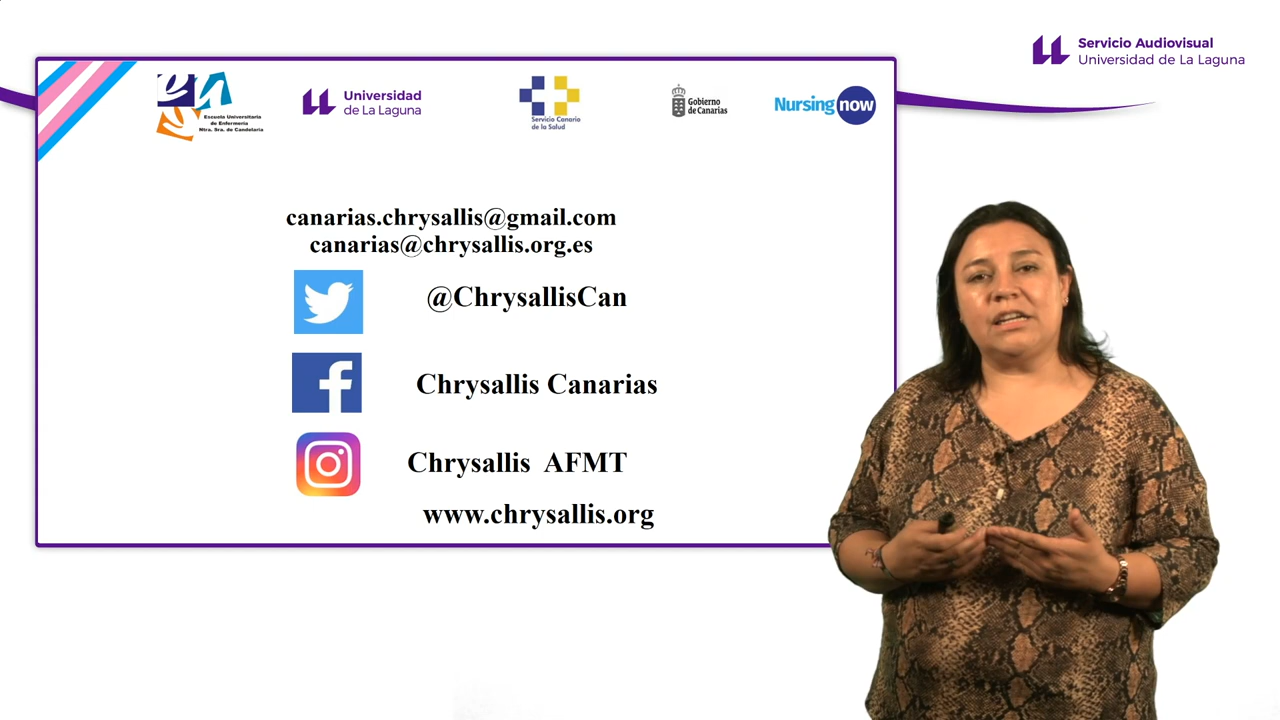 Servicio Audiovisual
Universidad de La Laguna
Escuela Universitaria
de Enfermería
Ntra. Sra. de Candelaria
Universidad
de La Laguna
Servicio Canario
de la Salud
Gobierno
de Canarias
Nursing now
canarias.chrysallis@gmail.com
canarias@chrysallis.org.es
@ChrysallisCan
Chrysallis Canarias
Chrysallis AFMT
www.chrysallis.org